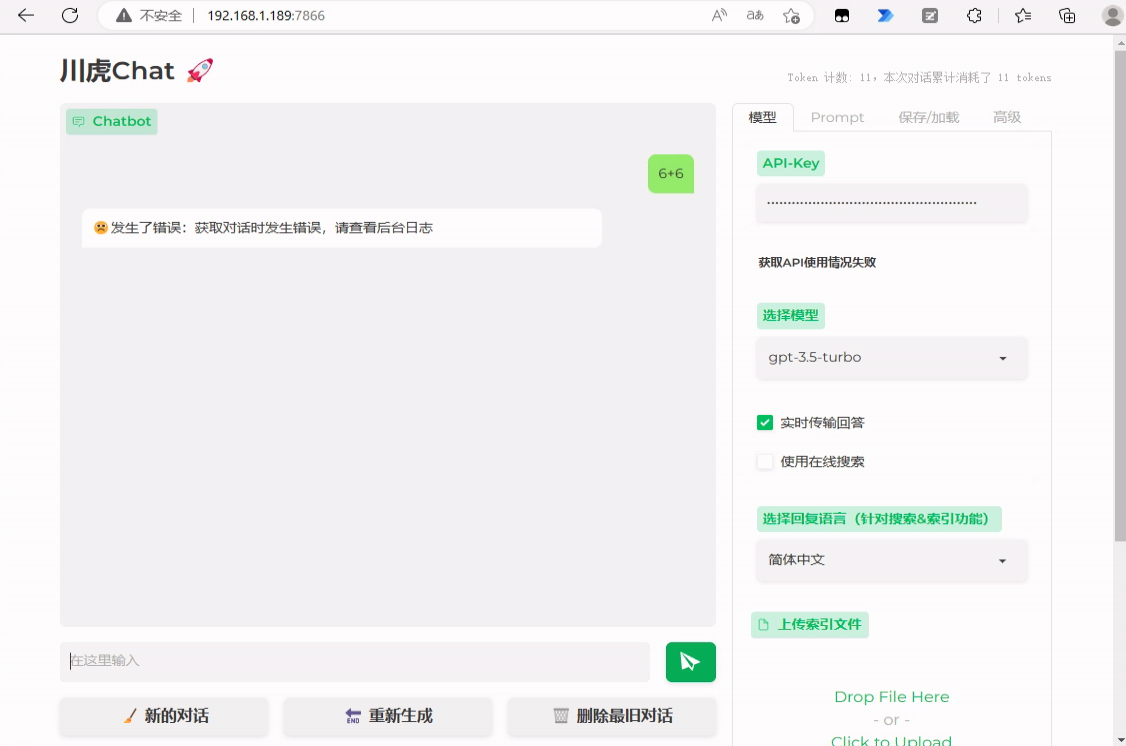 不安全 192.168.1.189:7866
川虎Chat 🚀
Token 计数: 11，本次对话累计消耗了 11 tokens
Chatbot
6+6
发生了错误：获取对话时发生错误，请查看后台日志
模型 Prompt 保存/加载 高级
API-Key
获取API使用情况失败
选择模型
gpt-3.5-turbo
实时传输回答
使用在线搜索
选择回复语言（针对搜索&索引功能）
简体中文
上传索引文件
Drop File Here
- or -
Click to Upload
在这里输入
新的对话
END 重新生成
删除最旧对话